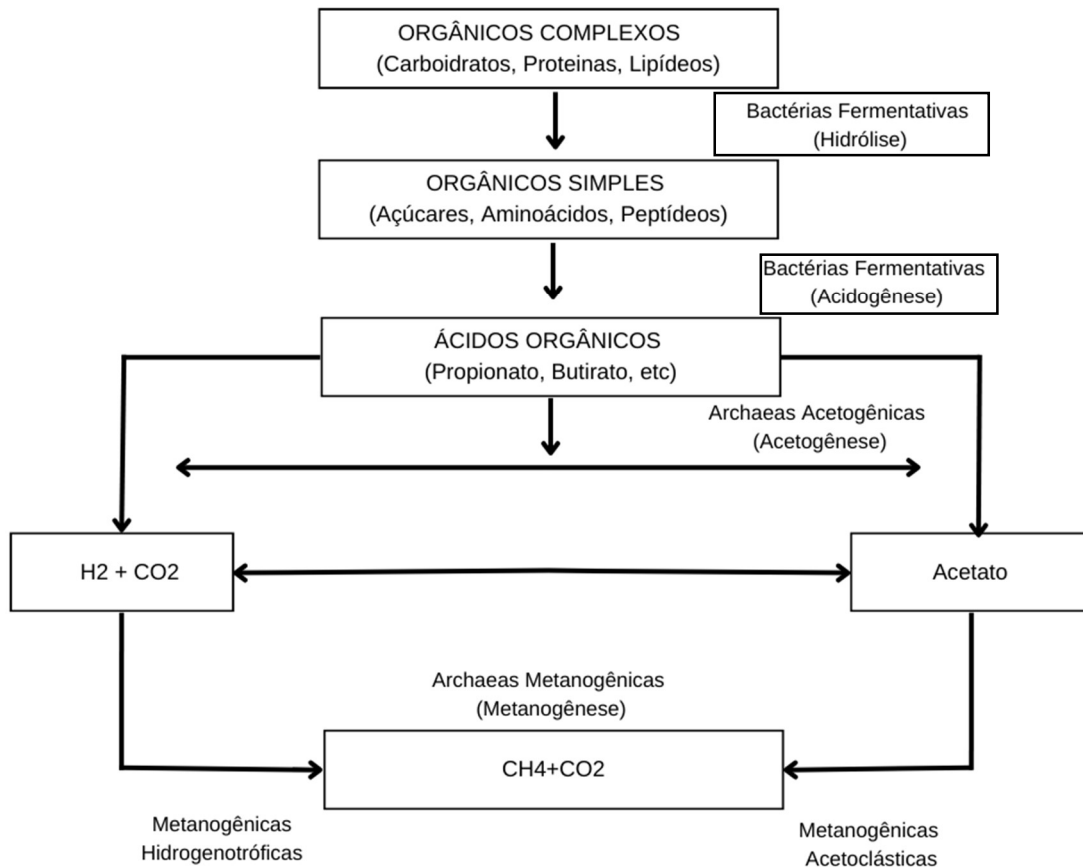 ORGÂNICOS COMPLEXOS
(Carboidratos, Proteinas, Lipídeos)
Bactérias Fermentativas
(Hidrólise)
ORGÂNICOS SIMPLES
(Açúcares, Aminoácidos, Peptídeos)
Bactérias Fermentativas
(Acidogênese)
ÁCIDOS ORGÂNICOS
(Propionato, Butirato, etc)
Archaeas Acetogênicas
(Acetogênese)
H2 + CO2
Acetato
Archaeas Metanogênicas
(Metanogênese)
CH4+CO2
Metanogênicas
Hidrogenotróficas
Metanogênicas
Acetoclásticas